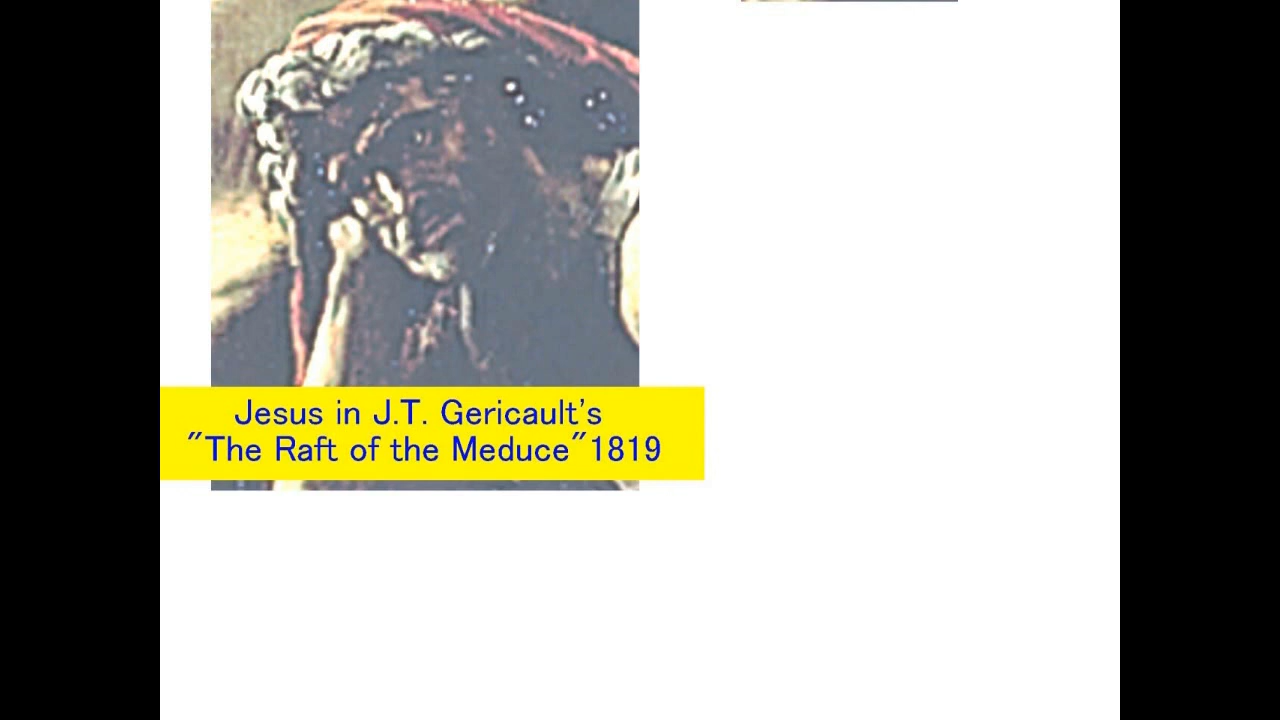 Jesus in J.T. Gericault's
"The Raft of the Meduce"1819